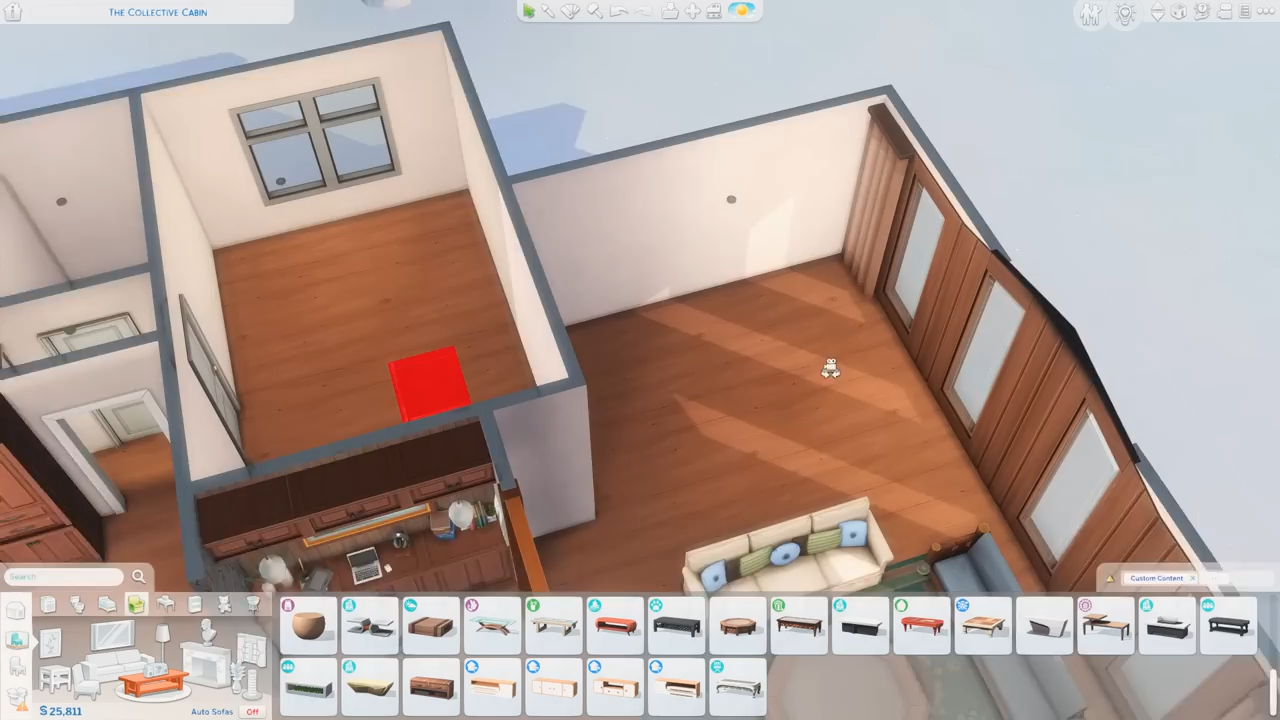 THE COLLECTIVE CABIN
Search
Custom Content
§25,811
Auto Sofas
Off